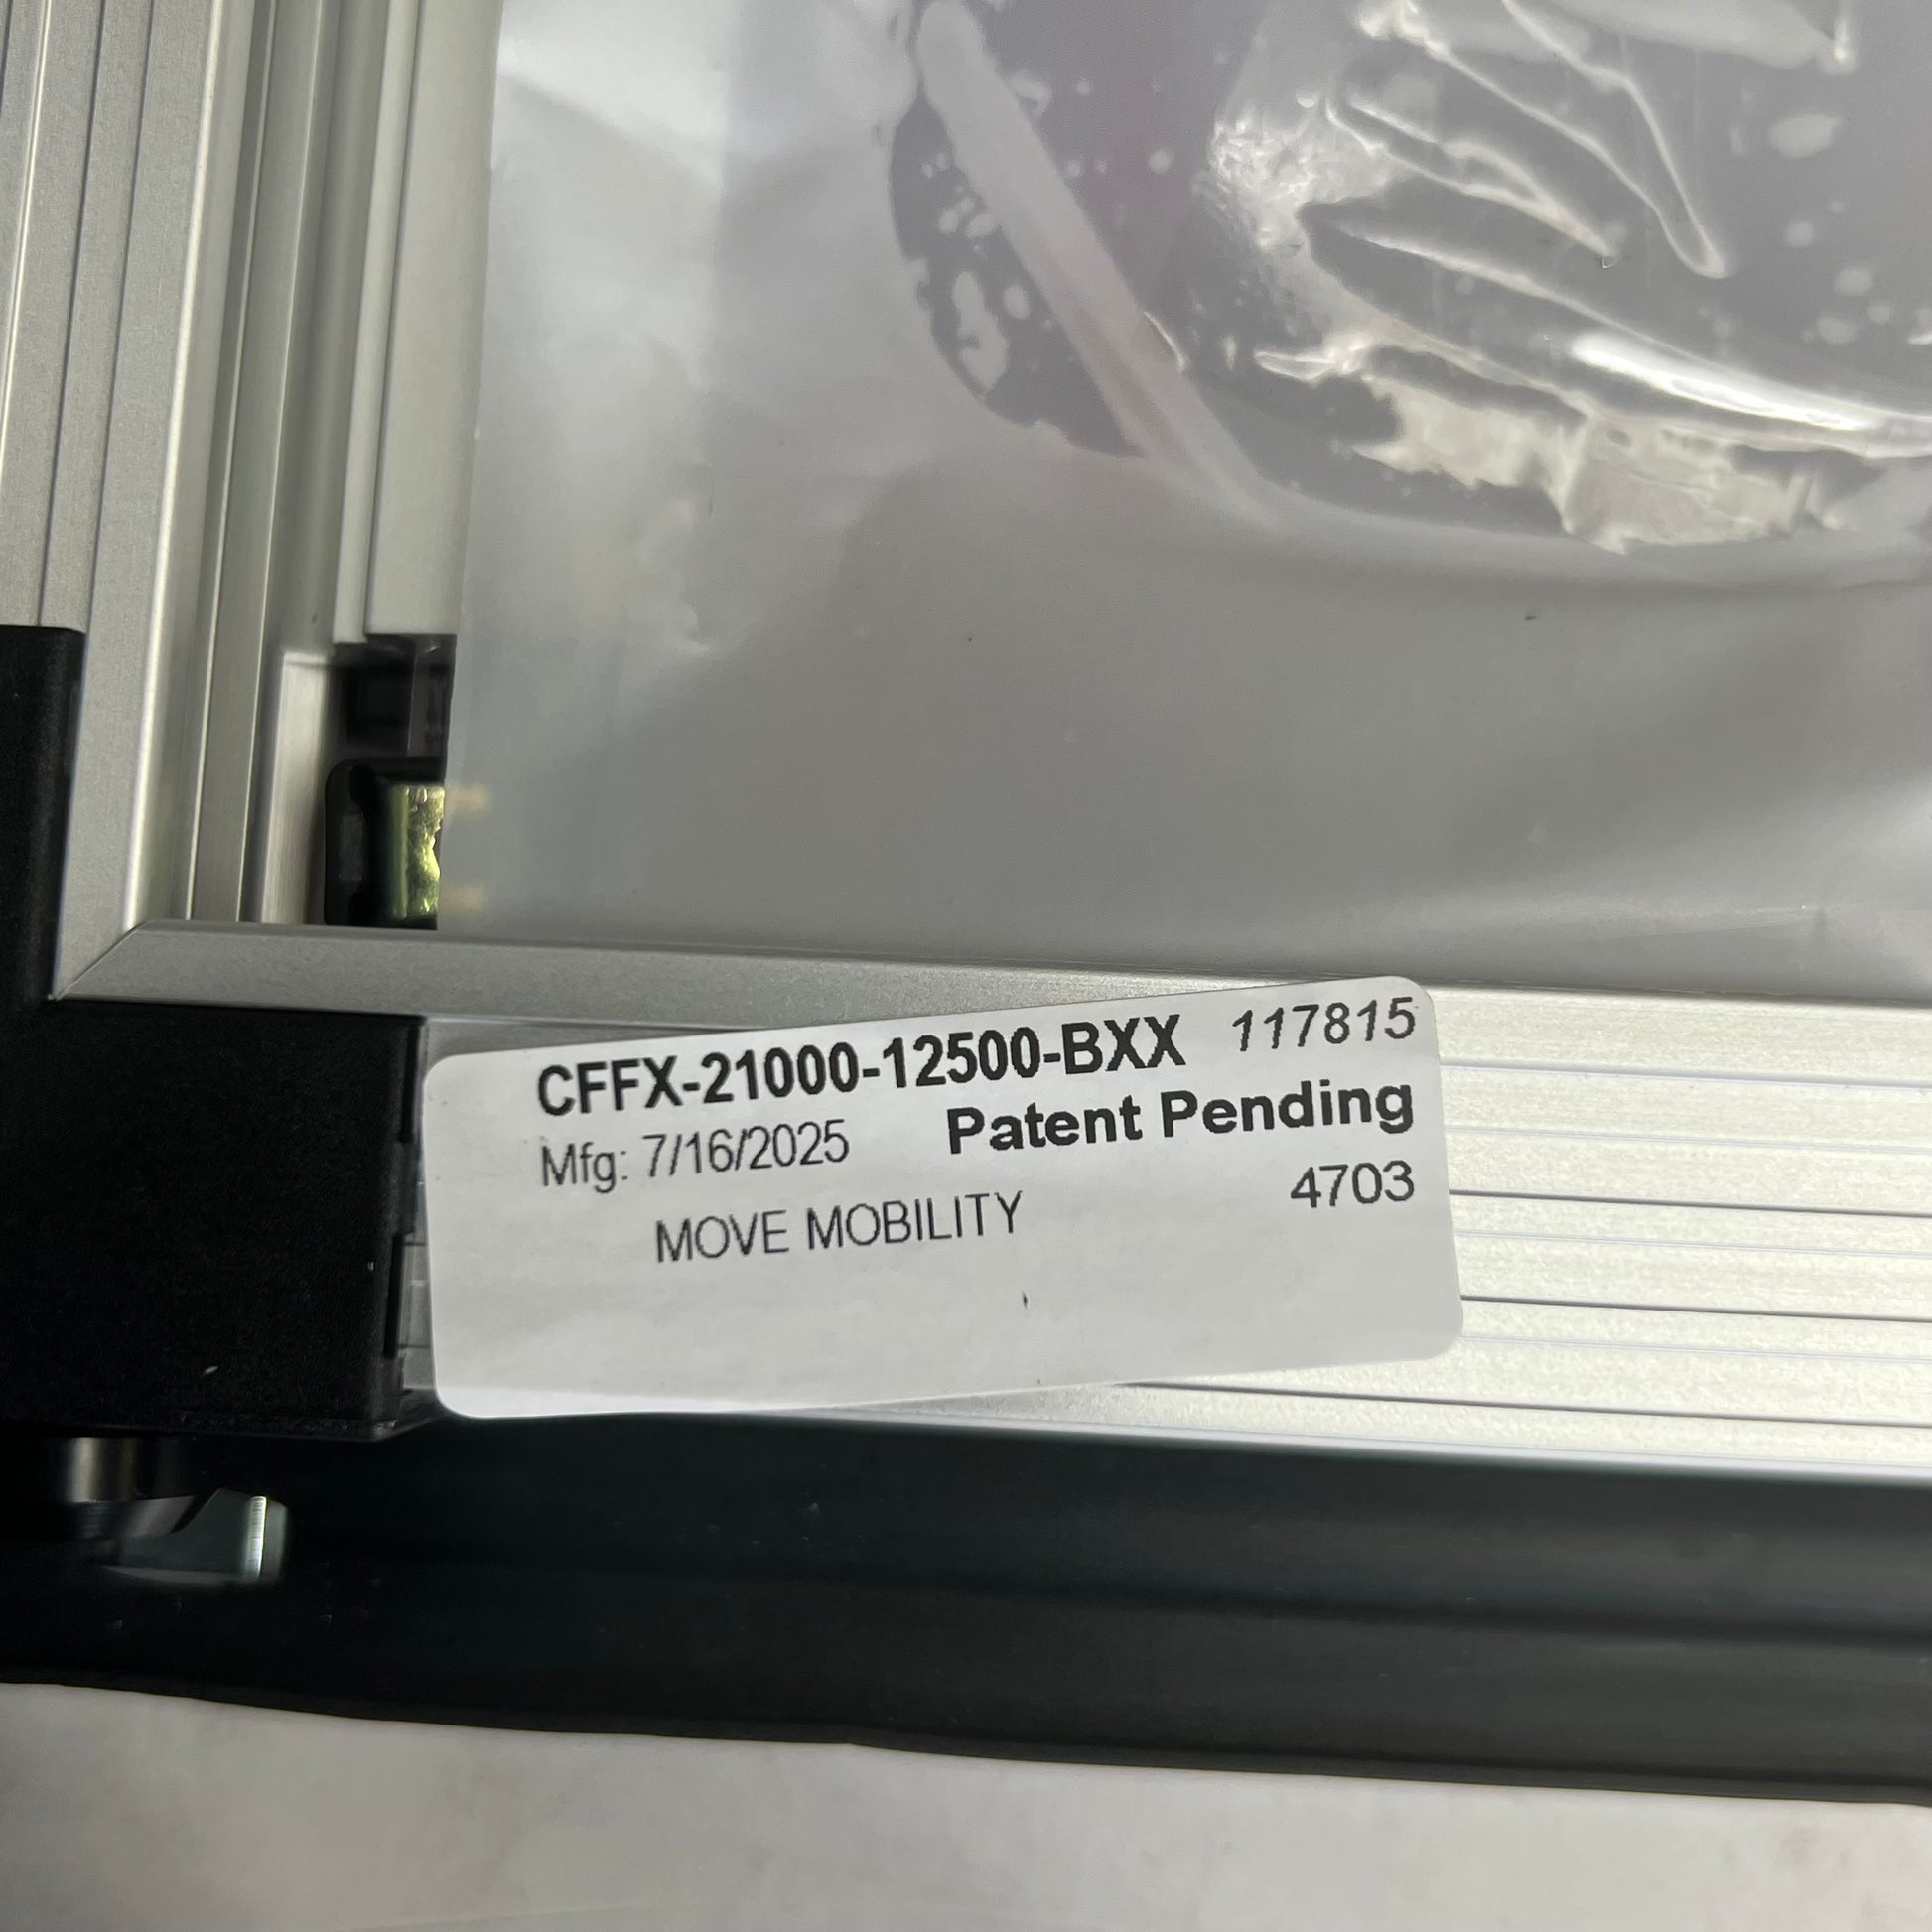 CFFX-21000-12500-BXX 117815
Mfg: 7/16/2025 Patent Pending
MOVE MOBILITY 4703